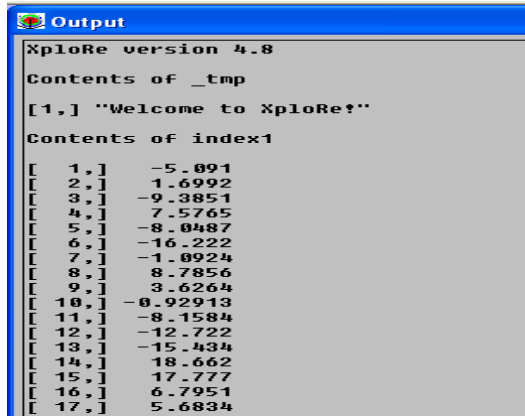 Output
XploRe version 4.8
Contents of _tmp
[1,] "Welcome to XploRe!"
Contents of index1
[  1,]   -5.091
[  2,]   1.6992
[  3,]  -9.3851
[  4,]   7.5765
[  5,]  -8.0487
[  6,]  -16.222
[  7,]  -1.0924
[  8,]   8.7856
[  9,]   3.6264
[ 10,] -0.92913
[ 11,]  -8.1584
[ 12,]  -12.722
[ 13,]  -15.434
[ 14,]   18.662
[ 15,]   17.777
[ 16,]   6.7951
[ 17,]   5.6834